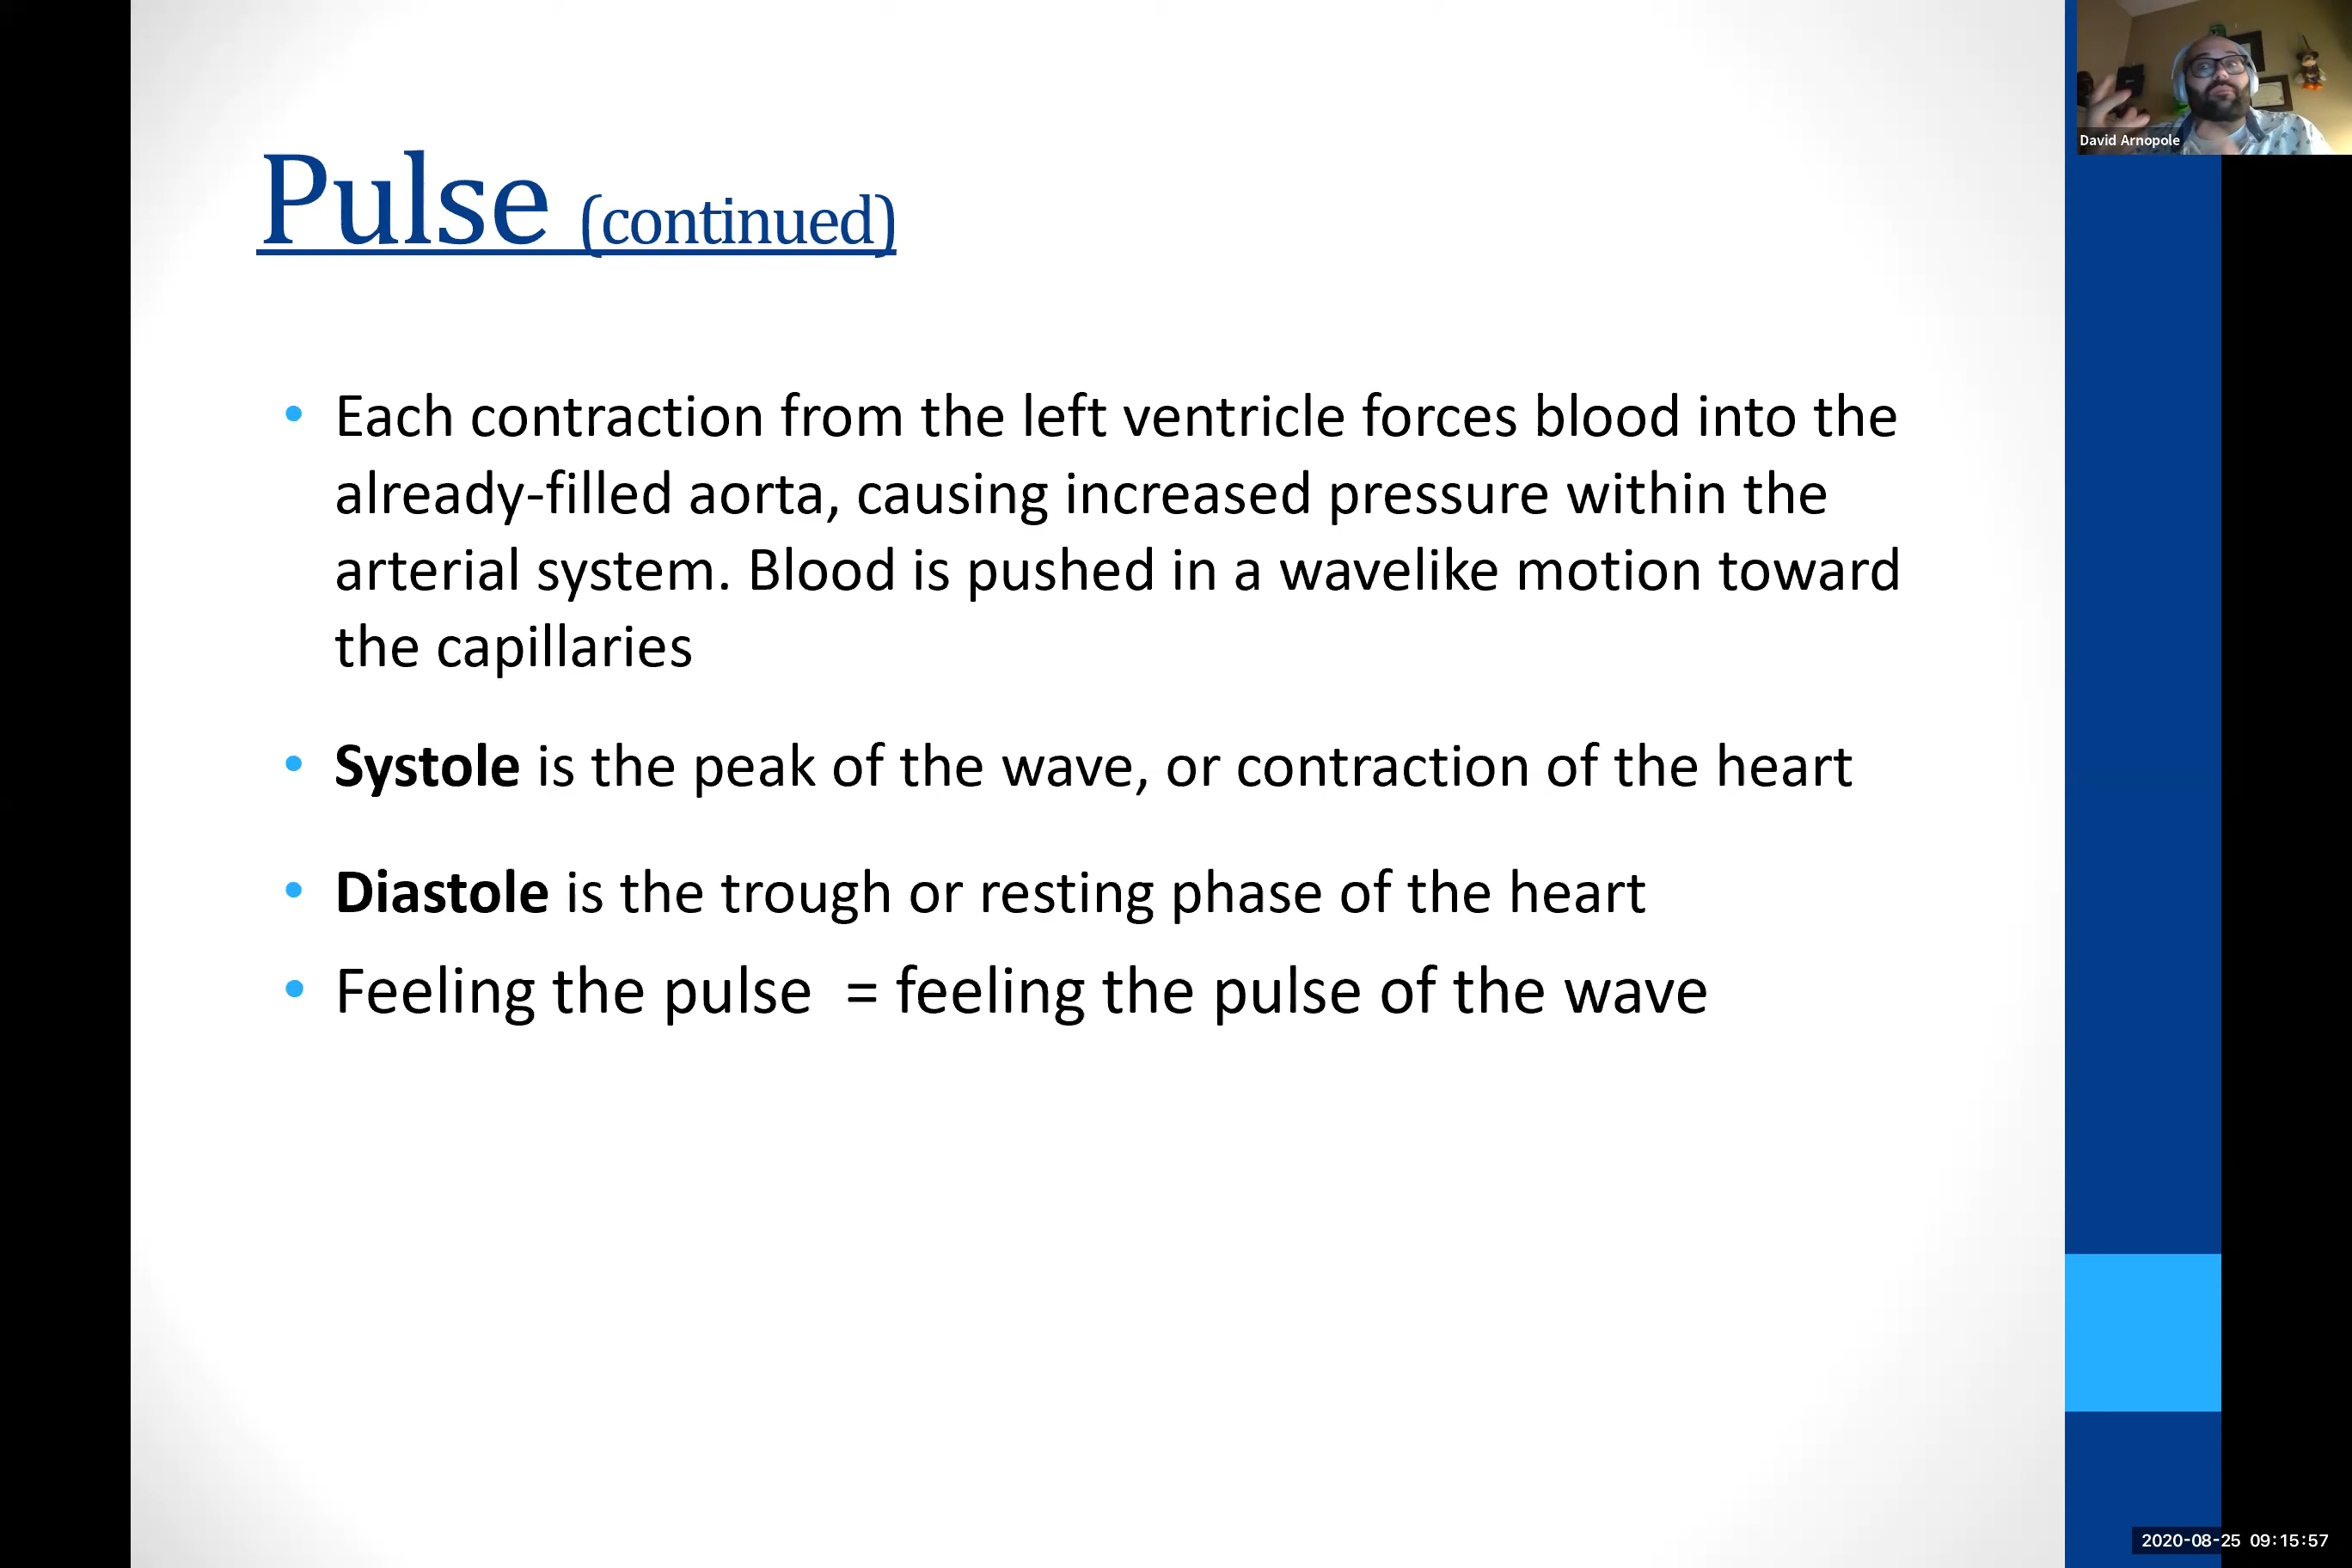 David Arnopole
Pulse (continued)
• Each contraction from the left ventricle forces blood into the
already-filled aorta, causing increased pressure within the
arterial system. Blood is pushed in a wavelike motion toward
the capillaries
• Systole is the peak of the wave, or contraction of the heart
• Diastole is the trough or resting phase of the heart
• Feeling the pulse  = feeling the pulse of the wave
2020-08-25 09:15:57